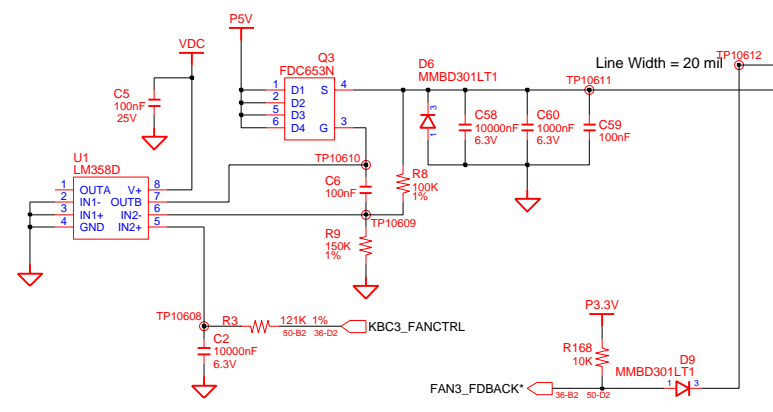 P5V
VDC
Q3
FDC653N
D6
MMBD301LT1
Line Width = 20 mil
TP10612
TP10611
C5
100nF
25V
1 D1 S 4
2 D2
5 D3
6 D4 G 3
3
1
C58
10000nF
6.3V
C60
1000nF
6.3V
C59
100nF
U1
LM358D
TP10610
C6
100nF
R8
100K
1%
1 OUTA V+ 8
2 IN1- OUTB 7
3 IN1+ IN2- 6
4 GND IN2+ 5
TP10609
R9
150K
1%
TP10608
R3
121K 1%
50-B2 36-D2
KBC3_FANCTRL
C2
10000nF
6.3V
P3.3V
R168
10K
D9
MMBD301LT1
FAN3_FDBACK*
36-B2 50-D2
1 3